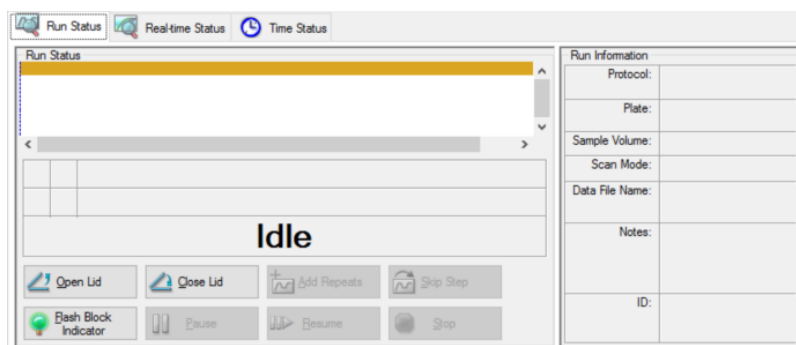 Run Status Real-time Status Time Status
Run Status
Idle
Open Lid Close Lid Add Repeats Skip Step
Flash Block
Indicator
Pause Resume Stop
Run Information
Protocol:
Plate:
Sample Volume:
Scan Mode:
Data File Name:
Notes:
ID: